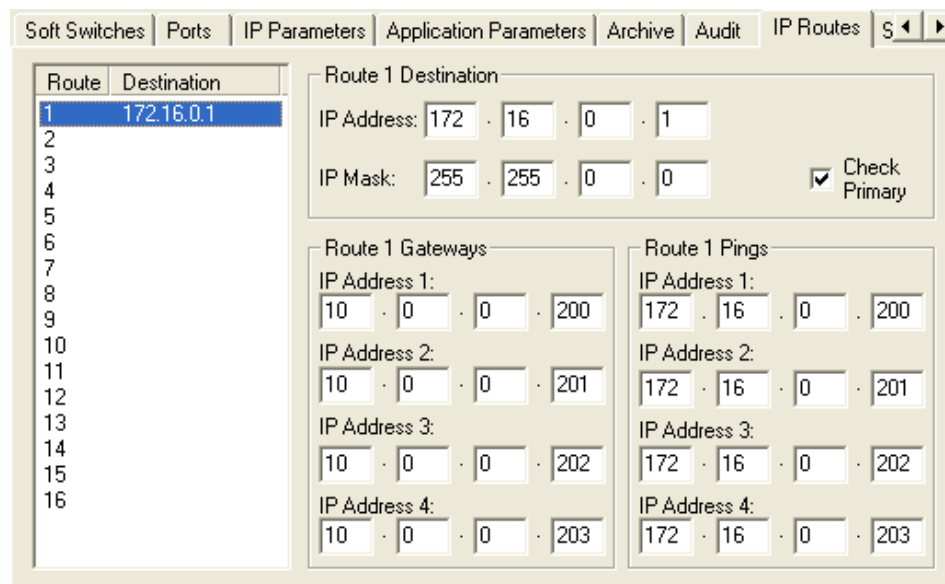 Soft Switches Ports IP Parameters Application Parameters Archive Audit IP Routes S
Route Destination
1 172.16.0.1
2
3
4
5
6
7
8
9
10
11
12
13
14
15
16
Route 1 Destination
IP Address: 172 . 16 . 0 . 1
IP Mask: 255 . 255 . 0 . 0
Check
Primary
Route 1 Gateways
IP Address 1:
10 . 0 . 0 . 200
IP Address 2:
10 . 0 . 0 . 201
IP Address 3:
10 . 0 . 0 . 202
IP Address 4:
10 . 0 . 0 . 203
Route 1 Pings
IP Address 1:
172 . 16 . 0 . 200
IP Address 2:
172 . 16 . 0 . 201
IP Address 3:
172 . 16 . 0 . 202
IP Address 4:
172 . 16 . 0 . 203